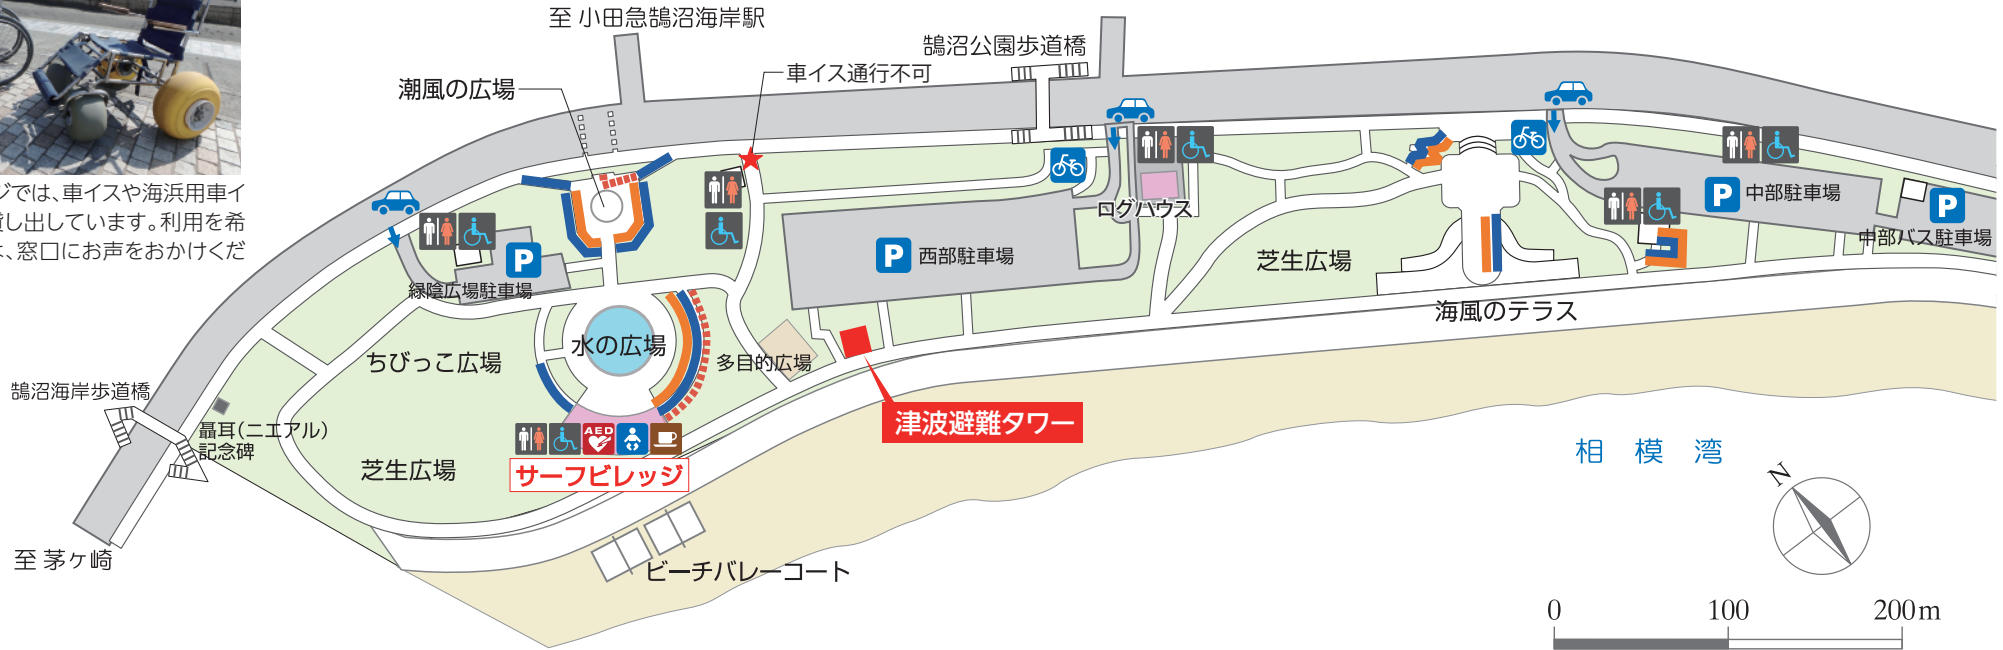 至 小田急鵠沼海岸駅
鵠沼公園歩道橋
車イス通行不可
潮風の広場
ジでは、車イスや海浜用車イ
貸し出しています。利用を希
、窓口にお声をおかけくだ
P
緑陰広場駐車場
P 西部駐車場
ログハウス
芝生広場
海風のテラス
P 中部駐車場
P
中部バス駐車場
水の広場
ちびっこ広場
多目的広場
津波避難タワー
鵠沼海岸歩道橋
聶耳(ニエアル)
記念碑
芝生広場
AED
サーフビレッジ
至 茅ヶ崎
ビーチバレーコート
相 模 湾
N
0 100 200m